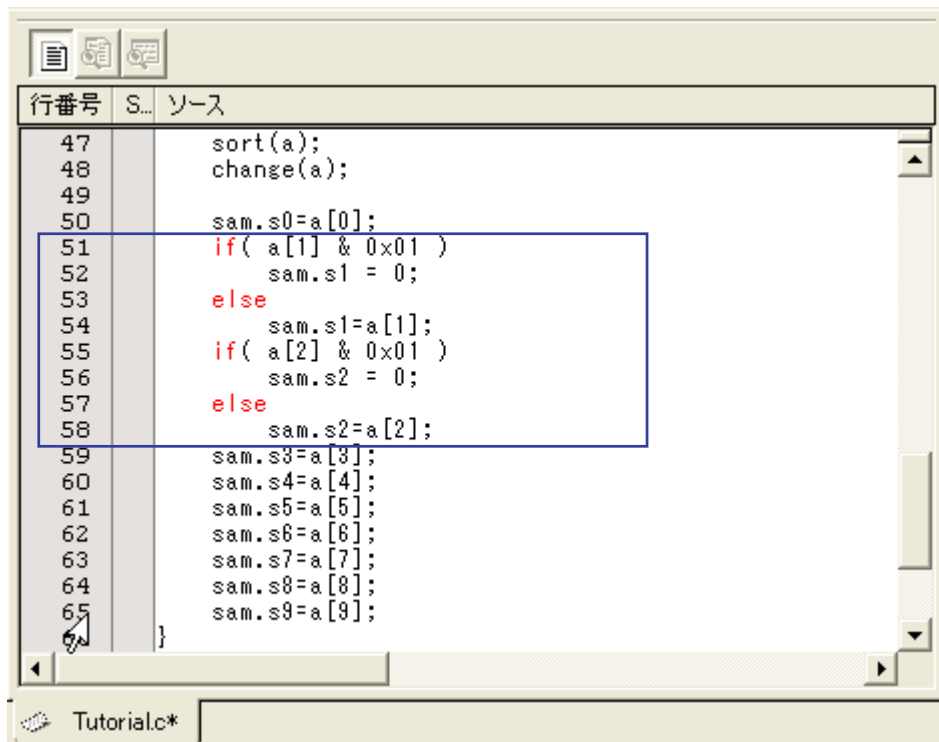 行番号 S... ソース
47 sort(a);
48 change(a);
49
50 sam.s0=a[0];
51 if( a[1] & 0x01 )
52 sam.s1 = 0;
53 else
54 sam.s1=a[1];
55 if( a[2] & 0x01 )
56 sam.s2 = 0;
57 else
58 sam.s2=a[2];
59 sam.s3=a[3];
60 sam.s4=a[4];
61 sam.s5=a[5];
62 sam.s6=a[6];
63 sam.s7=a[7];
64 sam.s8=a[8];
65 sam.s9=a[9];
}
Tutorial.c*